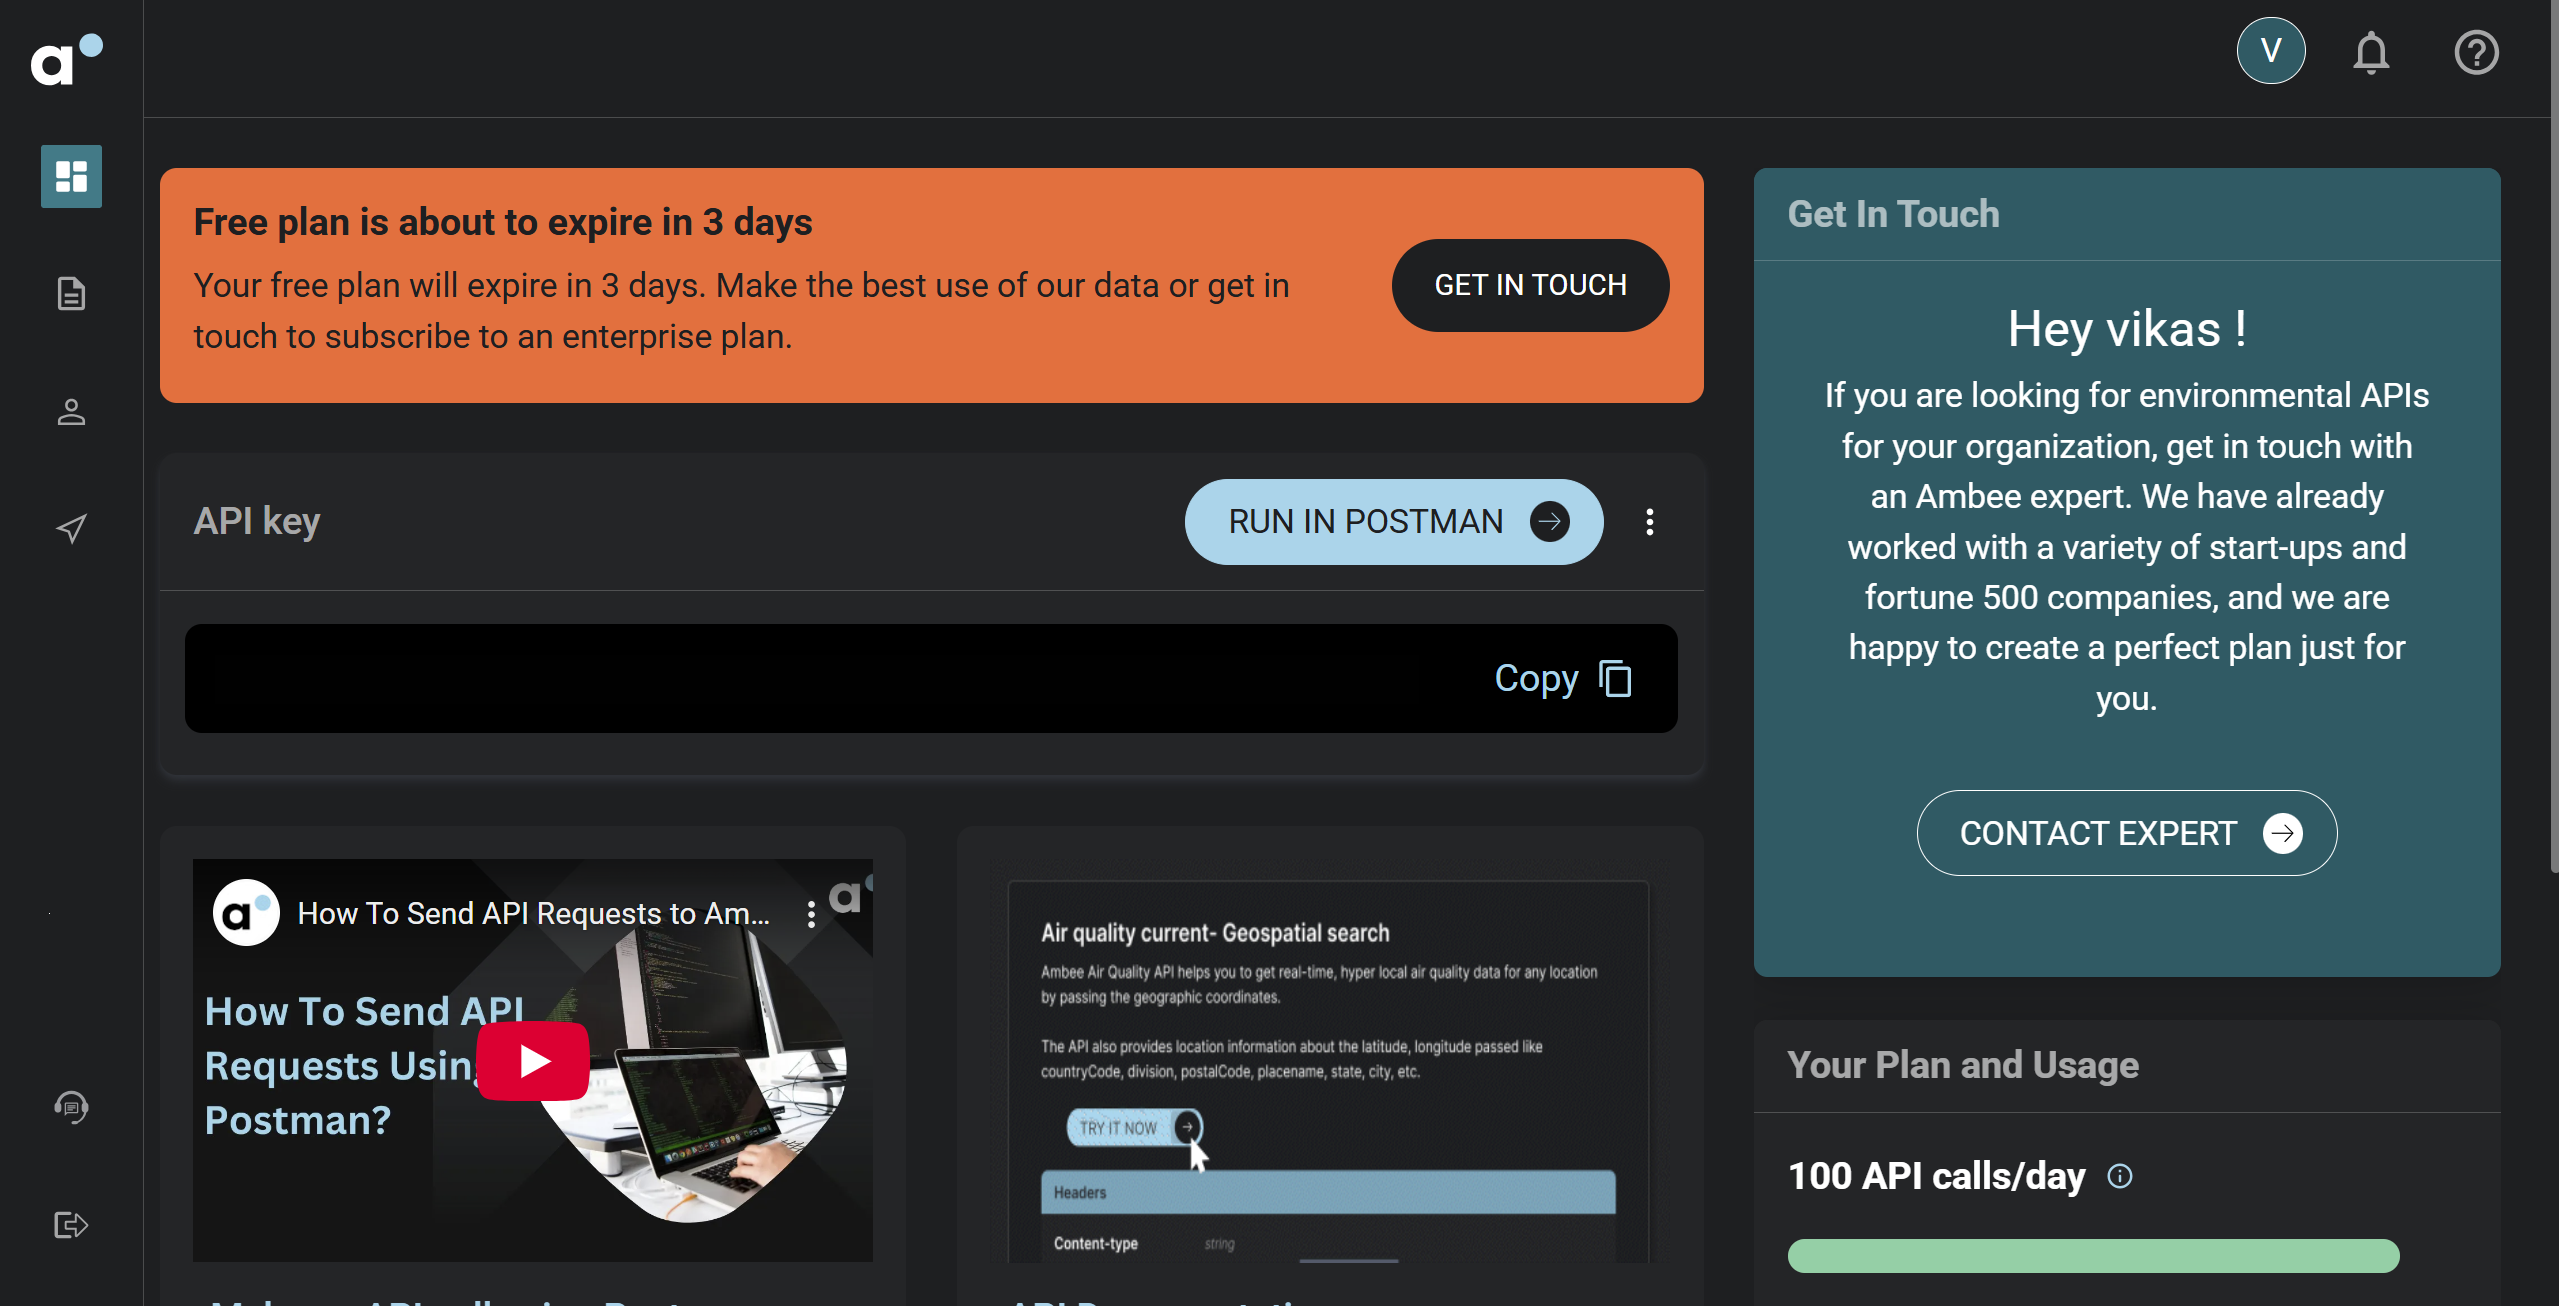 a
V
Free plan is about to expire in 3 days
Your free plan will expire in 3 days. Make the best use of our data or get in
touch to subscribe to an enterprise plan.
GET IN TOUCH
API key
RUN IN POSTMAN
Copy
a
How To Send API Requests to Am...
a
How To Send API
Requests Using
Postman?
Air quality current- Geospatial search
Ambee Air Quality API helps you to get real-time, hyper local air quality data for any location
by passing the geographic coordinates.
The API also provides location information about the latitude, longitude passed like
countryCode, division, postalCode, placename, state, city, etc.
TRY IT NOW
Headers
Content-type string
Get In Touch
Hey vikas !
If you are looking for environmental APIs
for your organization, get in touch with
an Ambee expert. We have already
worked with a variety of start-ups and
fortune 500 companies, and we are
happy to create a perfect plan just for
you.
CONTACT EXPERT
Your Plan and Usage
100 API calls/day